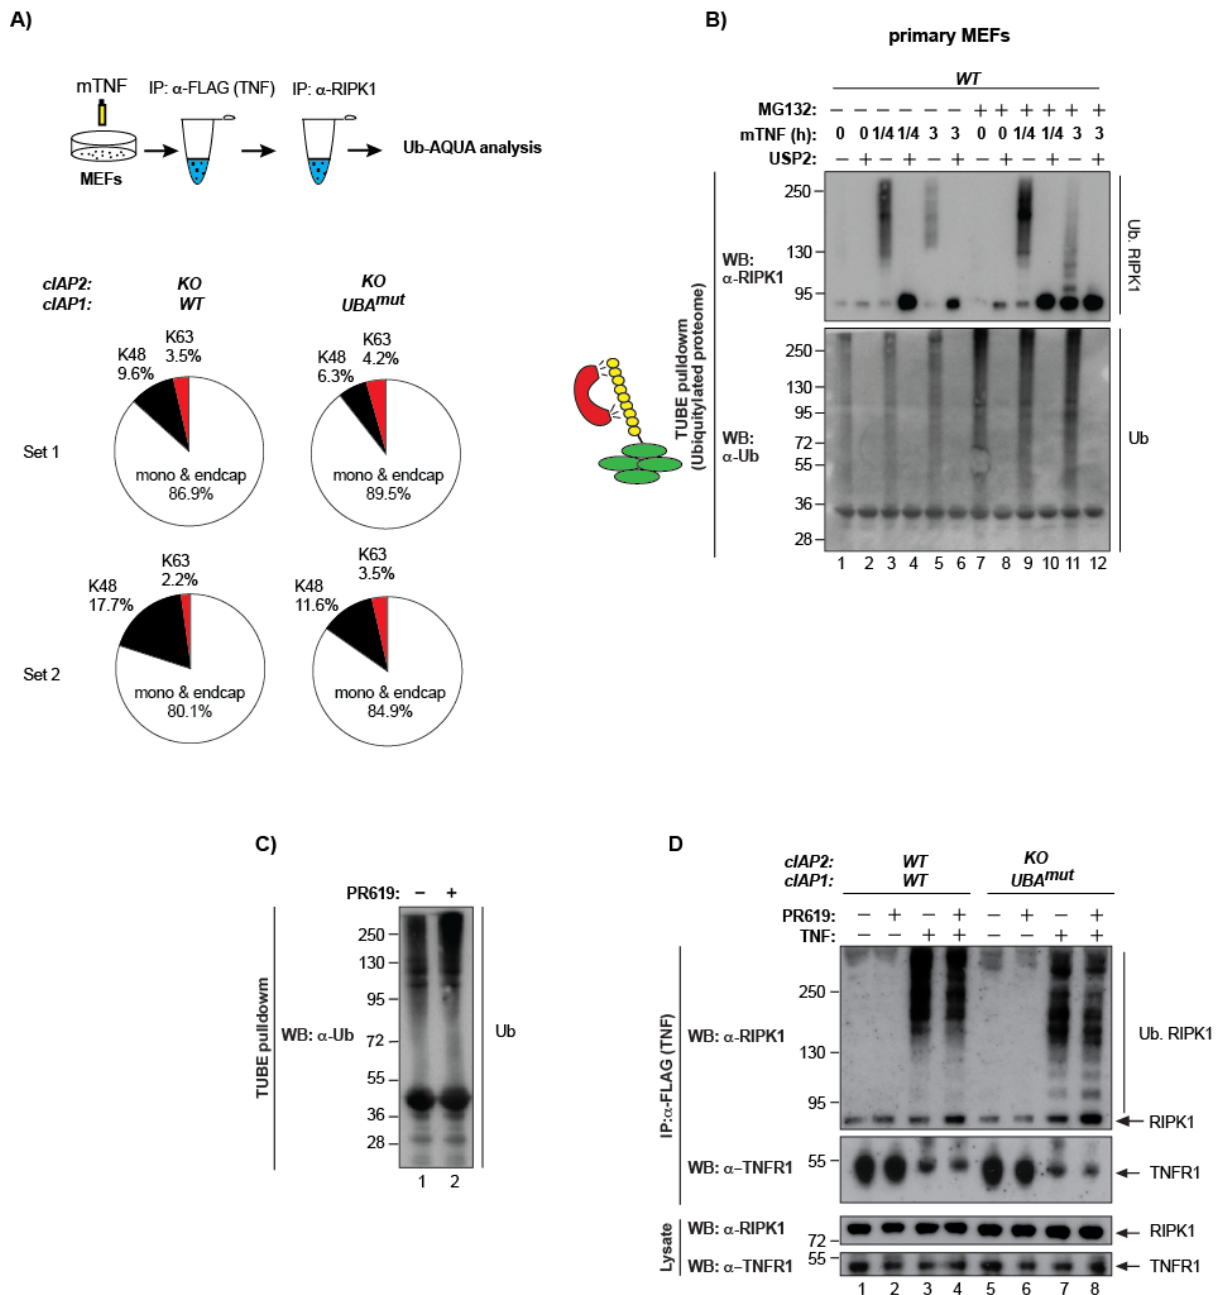 A)
mTNF
IP: α-FLAG (TNF)
IP: α-RIPK1
MEFs
Ub-AQUA analysis
cIAP2: KO KO
cIAP1: WT UBAmut
K48 9.6%
K63 3.5%
mono & endcap
86.9%
K48 6.3%
K63 4.2%
mono & endcap
89.5%
Set 1
K48 17.7%
K63 2.2%
mono & endcap
80.1%
K48 11.6%
K63 3.5%
mono & endcap
84.9%
Set 2
B)
primary MEFs
WT
MG132: – – – – – – + + + + + +
mTNF (h): 0 0 1/4 1/4 3 3 0 0 1/4 1/4 3 3
USP2: – + – + – + – + – + – +
TUBE pulldowm
(Ubiquitylated proteome)
WB:
α-RIPK1
250
130
95
Ub. RIPK1
WB:
α-Ub
250
130
95
72
55
36
28
Ub
1 2 3 4 5 6 7 8 9 10 11 12
C)
PR619: – +
TUBE pulldowm
WB: α-Ub
250
130
95
72
55
36
28
Ub
1 2
D
cIAP2: WT KO
cIAP1: WT UBAmut
PR619: – + – + – + – +
TNF: – – + + – – + +
IP:α-FLAG (TNF)
WB: α-RIPK1
250
130
95
Ub. RIPK1
RIPK1
WB: α-TNFR1
55
TNFR1
Lysate
WB: α-RIPK1
72
RIPK1
WB: α-TNFR1
55
TNFR1
1 2 3 4 5 6 7 8